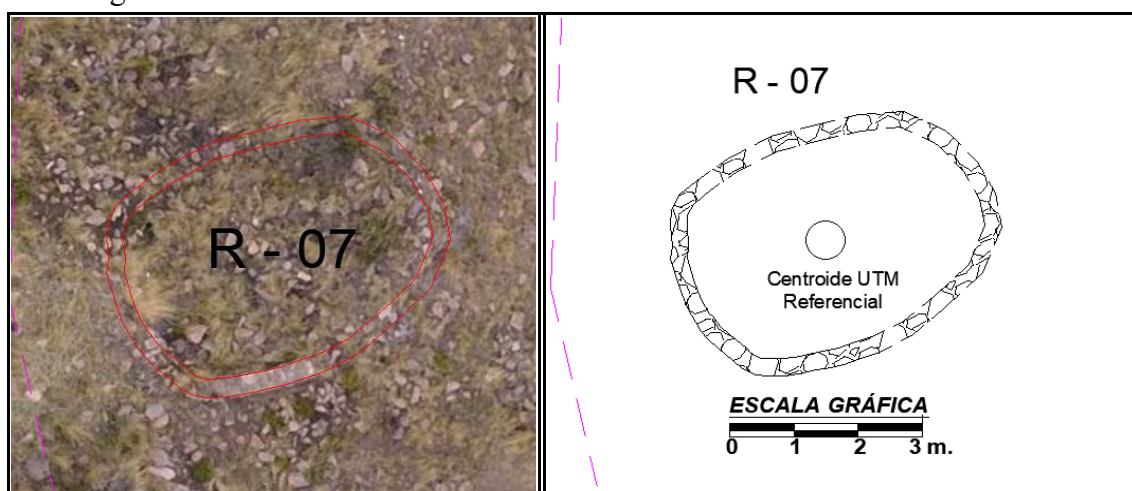 R - 07
R - 07
Centroide UTM
Referencial
ESCALA GRÁFICA
0 1 2 3 m.